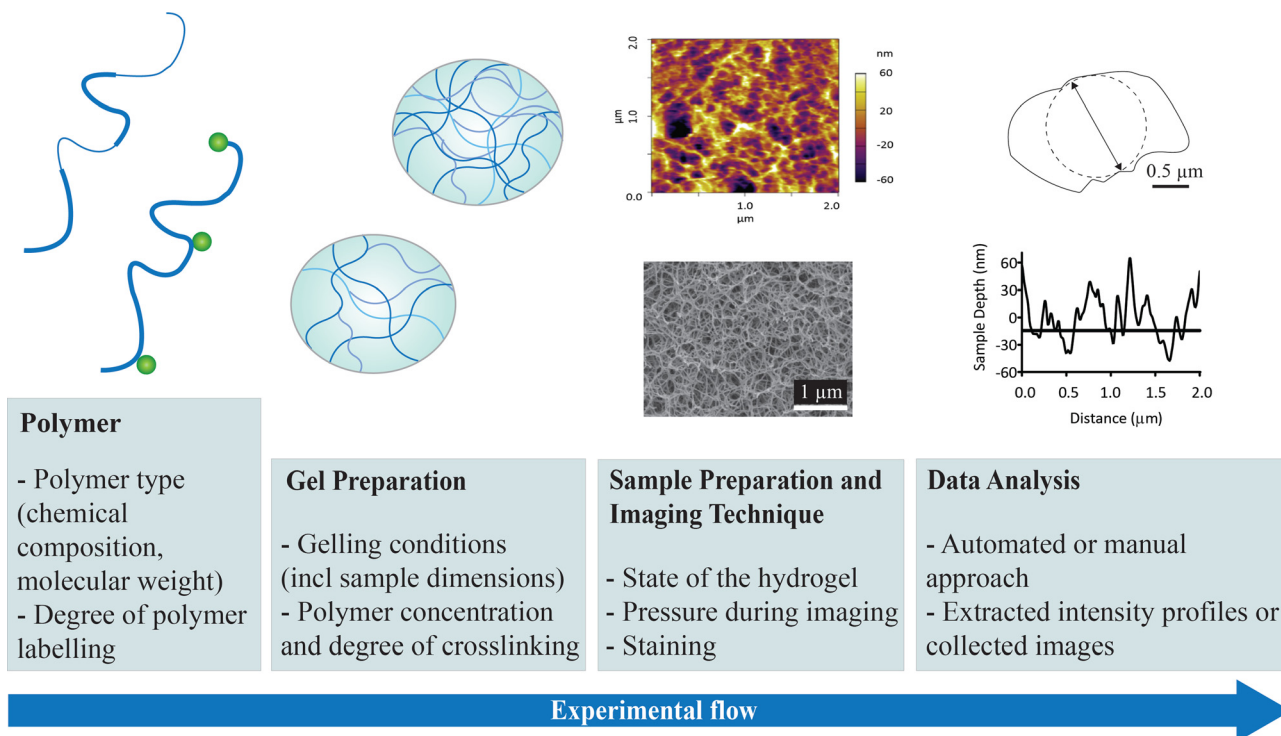 2.0
1.0
0.0
μm
1.0
2.0
μm
nm
60
20
-20
-60
0.5 μm
1 μm
Sample Depth (nm)
60
30
0
-30
-60
0.0 0.5 1.0 1.5 2.0
Distance (μm)
Polymer
- Polymer type
(chemical
composition,
molecular weight)
- Degree of polymer
labelling
Gel Preparation
- Gelling conditions
(incl sample dimensions)
- Polymer concentration
and degree of crosslinking
Sample Preparation and
Imaging Technique
- State of the hydrogel
- Pressure during imaging
- Staining
Data Analysis
- Automated or manual
approach
- Extracted intensity profiles or
collected images
Experimental flow